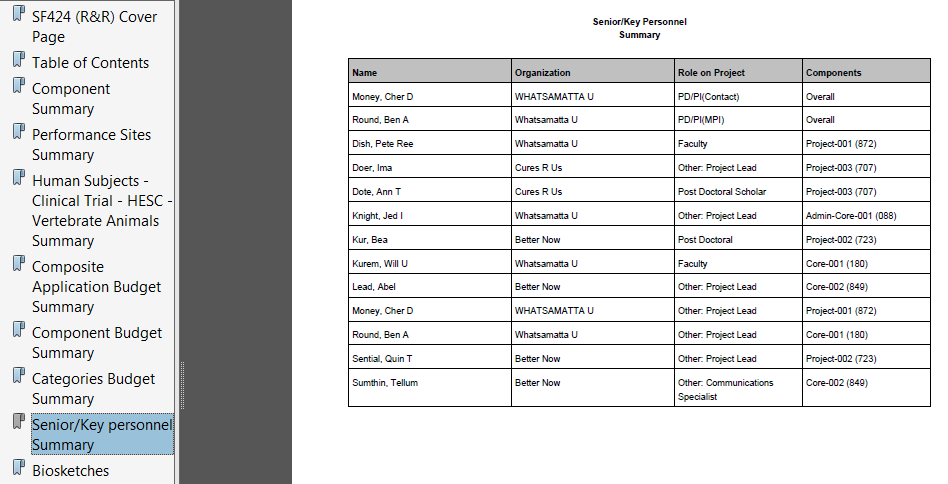 SF424 (R&R) Cover
Page
Table of Contents
Component
Summary
Performance Sites
Summary
Human Subjects -
Clinical Trial - HESC -
Vertebrate Animals
Summary
Composite
Application Budget
Summary
Component Budget
Summary
Categories Budget
Summary
Senior/Key personnel
Summary
Biosketches
Senior/Key Personnel
Summary
Name Organization Role on Project Components
Money, Cher D WHATSAMATTA U PD/PI(Contact) Overall
Round, Ben A Whatsamatta U PD/PI(MPI) Overall
Dish, Pete Ree Whatsamatta U Faculty Project-001 (872)
Doer, Ima Cures R Us Other: Project Lead Project-003 (707)
Dote, Ann T Cures R Us Post Doctoral Scholar Project-003 (707)
Knight, Jed I Whatsamatta U Other: Project Lead Admin-Core-001 (088)
Kur, Bea Better Now Post Doctoral Project-002 (723)
Kurem, Will U Whatsamatta U Faculty Core-001 (180)
Lead, Abel Better Now Other: Project Lead Core-002 (849)
Money, Cher D WHATSAMATTA U Other: Project Lead Project-001 (872)
Round, Ben A Whatsamatta U Other: Project Lead Core-001 (180)
Sential, Quin T Better Now Other: Project Lead Project-002 (723)
Sumthin, Tellum Better Now Other: Communications Core-002 (849)
Specialist